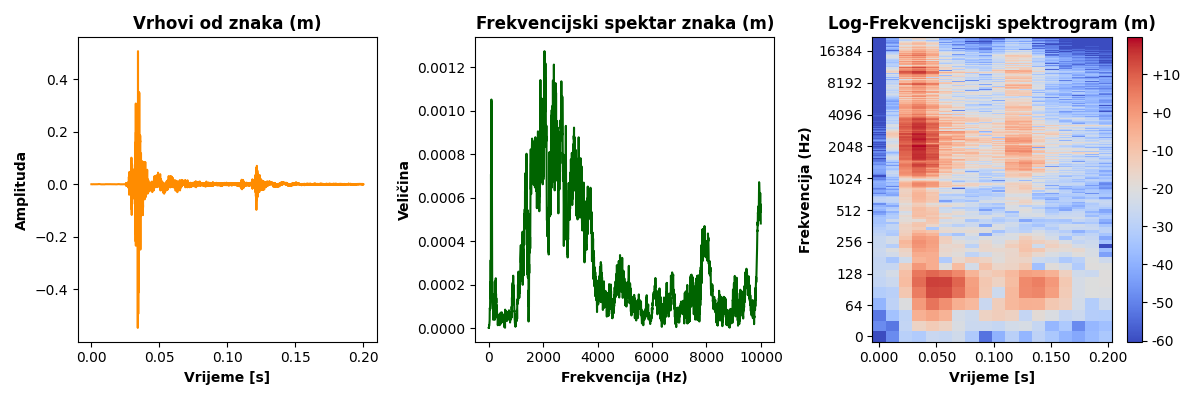 Vrhovi od znaka (m)
Amplituda
0.4
0.2
0.0
−0.2
−0.4
0.00 0.05 0.10 0.15 0.20
Vrijeme [s]
Frekvencijski spektar znaka (m)
Veličina
0.0012
0.0010
0.0008
0.0006
0.0004
0.0002
0.0000
0 2000 4000 6000 8000 10000
Frekvencija (Hz)
Log-Frekvencijski spektrogram (m)
Frekvencija (Hz)
16384
8192
4096
2048
1024
512
256
128
64
0
0.000 0.050 0.100 0.150 0.200
Vrijeme [s]
+10
+0
-10
-20
-30
-40
-50
-60